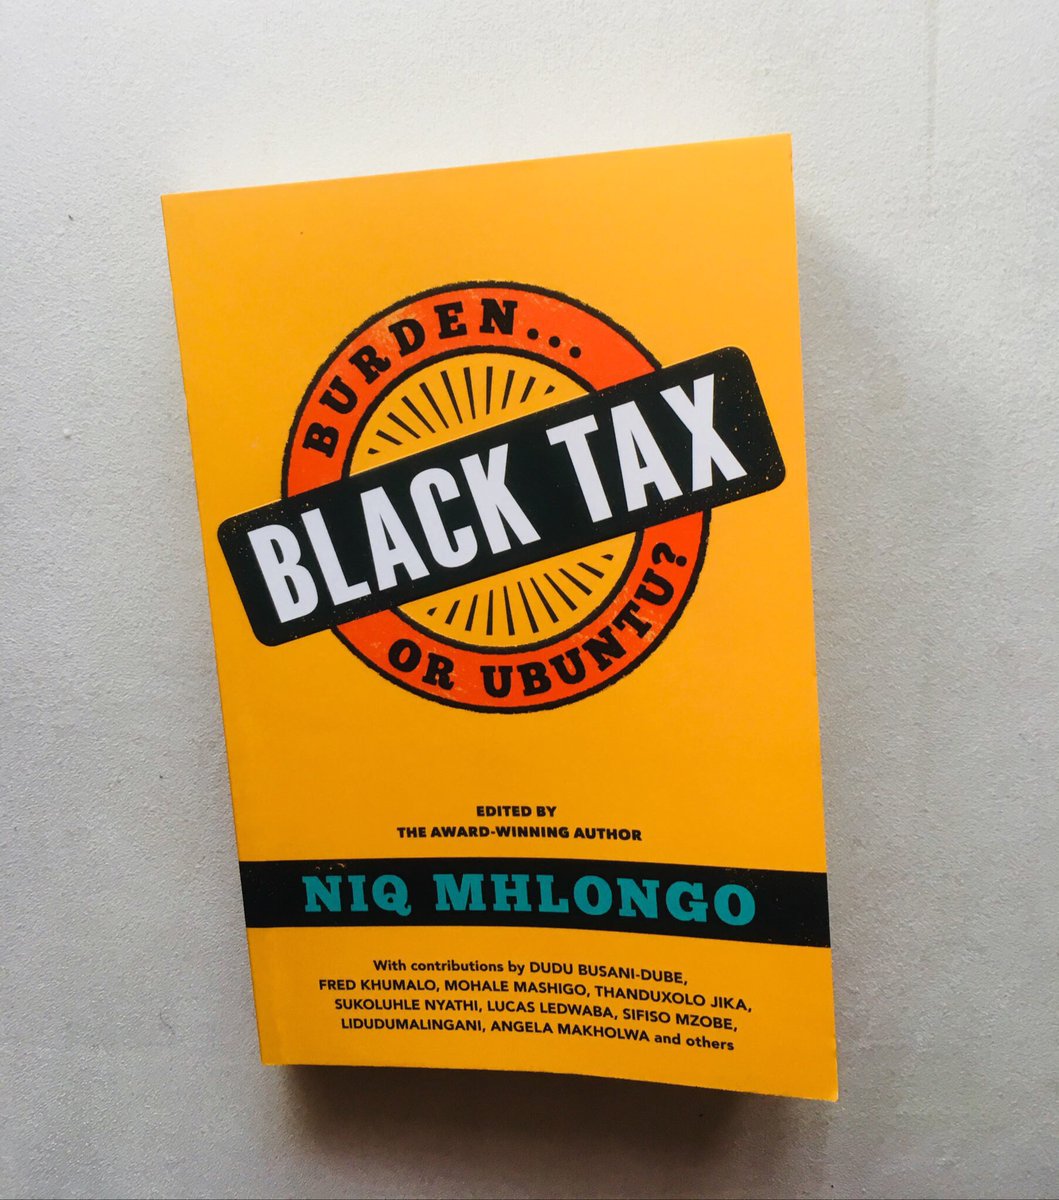 BURDEN...
BLACK TAX
OR UBUNTU?
EDITED BY
THE AWARD-WINNING AUTHOR
NIQ MHLONGO
With contributions by DUDU BUSANI-DUBE,
FRED KHUMALO, MOHALE MASHIGO, THANDUXOLO JIKA,
SUKOLUHLE NYATHI, LUCAS LEDWABA, SIFISO MZOBE,
LIDUDUMALINGANI, ANGELA MAKHOLWA and others